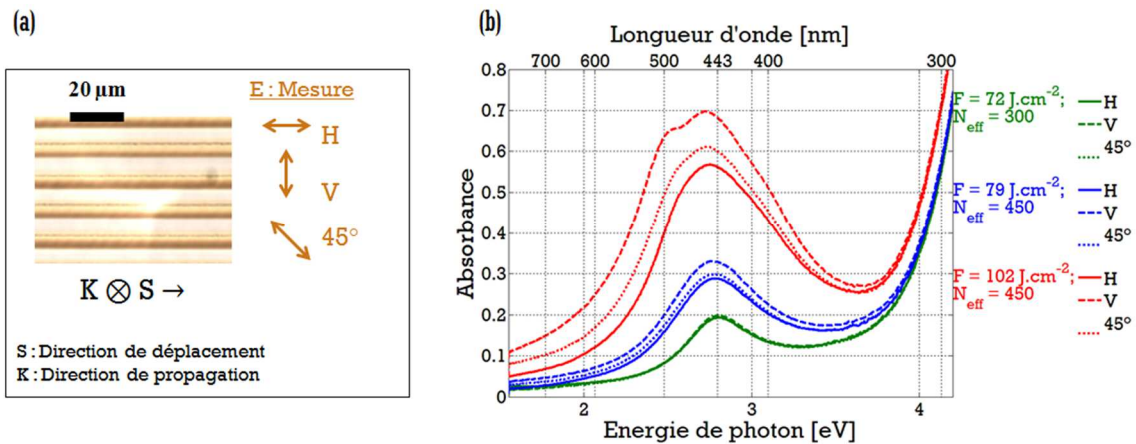 (a)
20 µm
E : Mesure
H
V
45°
K ⊗ S →
S : Direction de déplacement
K : Direction de propagation
(b)
Longueur d'onde [nm]
700 600 500 443 400 300
Absorbance
0.8
0.7
0.6
0.5
0.4
0.3
0.2
0.1
0
2 3 4
Energie de photon [eV]
F = 72 J.cm⁻²;
N_eff = 300
H
V
45°
F = 79 J.cm⁻²;
N_eff = 450
H
V
45°
F = 102 J.cm⁻²;
N_eff = 450
H
V
45°